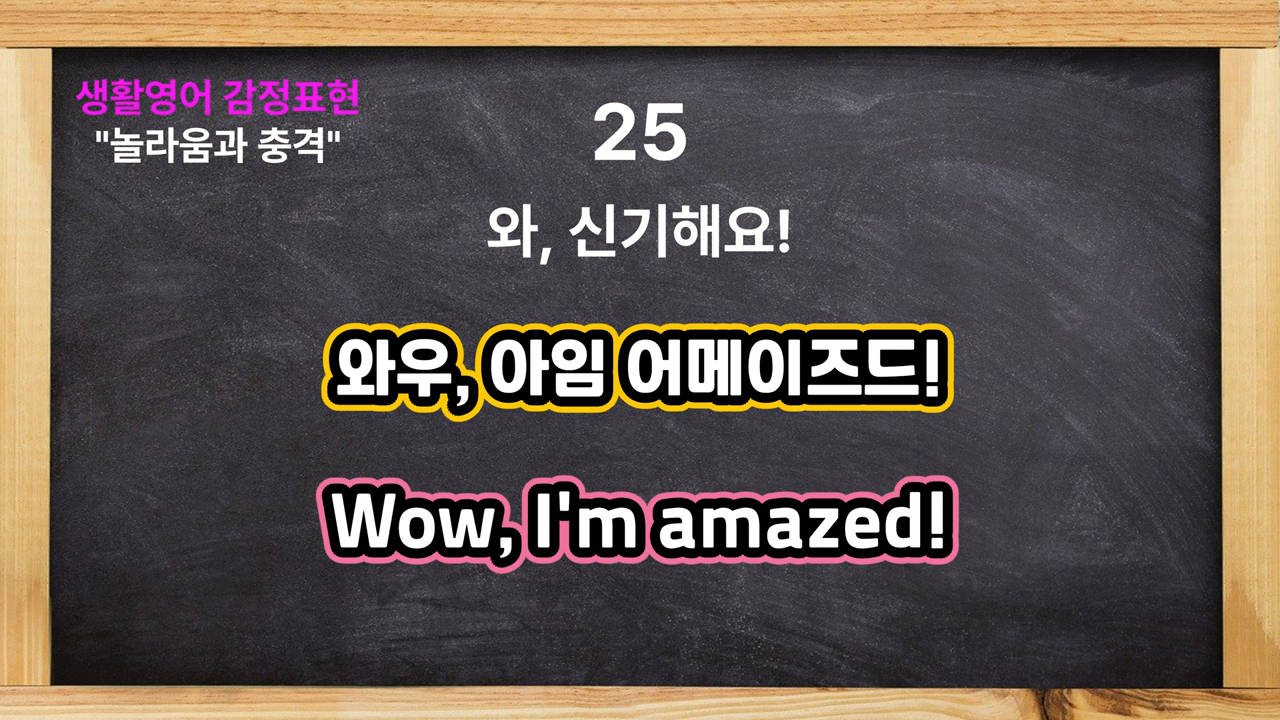 생활영어 감정표현
"놀라움과 충격"
25
와, 신기해요!
와우, 아임 어메이즈드!
Wow, I'm amazed!